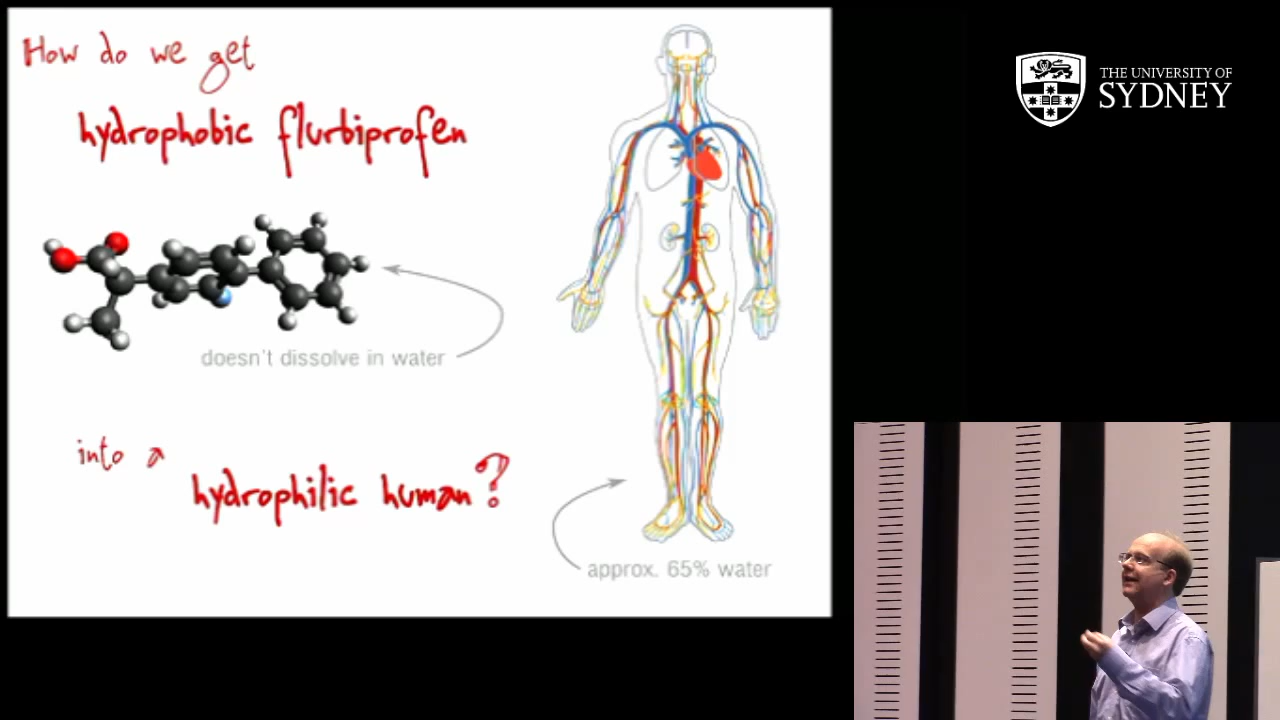 How do we get
hydrophobic flurbiprofen
doesn't dissolve in water
into a
hydrophilic human?
approx. 65% water
THE UNIVERSITY OF
SYDNEY